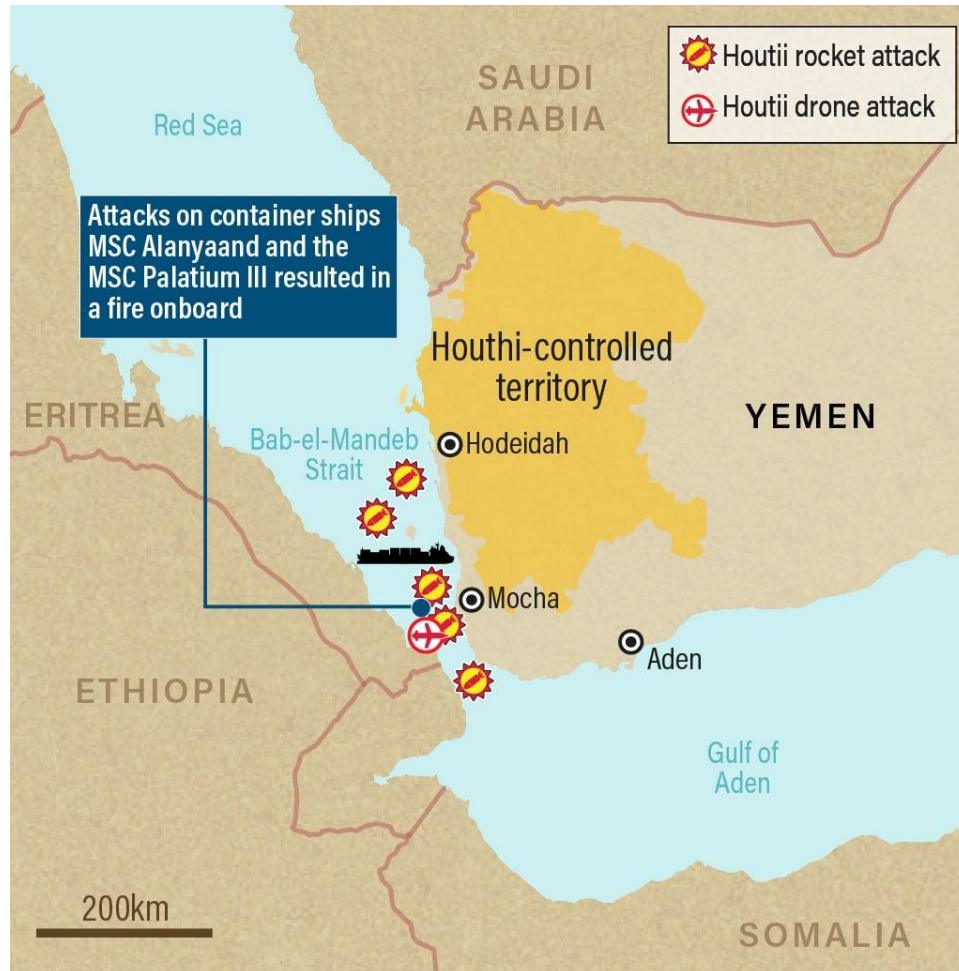 Houtii rocket attack
Houtii drone attack
SAUDI
ARABIA
Red Sea
Attacks on container ships
MSC Alanyaand and the
MSC Palatium III resulted in
a fire onboard
Houthi-controlled
territory
ERITREA
YEMEN
Bab-el-Mandeb
Strait
Hodeidah
Mocha
Aden
ETHIOPIA
Gulf of
Aden
200km
SOMALIA